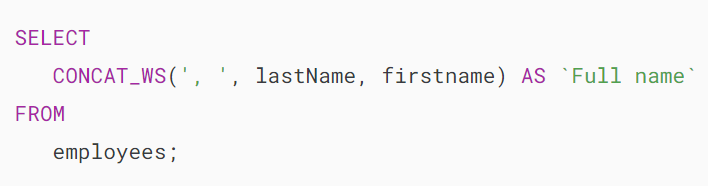 SELECT
CONCAT_WS(', ', lastName, firstname) AS `Full name`
FROM
employees;